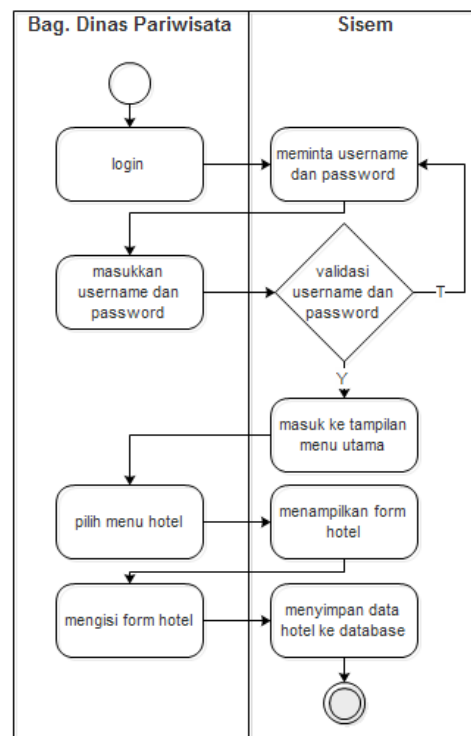 Bag. Dinas Pariwisata
Sisem
login
meminta username
dan password
masukkan
username dan
password
validasi
username dan
password
T
Y
masuk ke tampilan
menu utama
pilih menu hotel
menampilkan form
hotel
mengisi form hotel
menyimpan data
hotel ke database